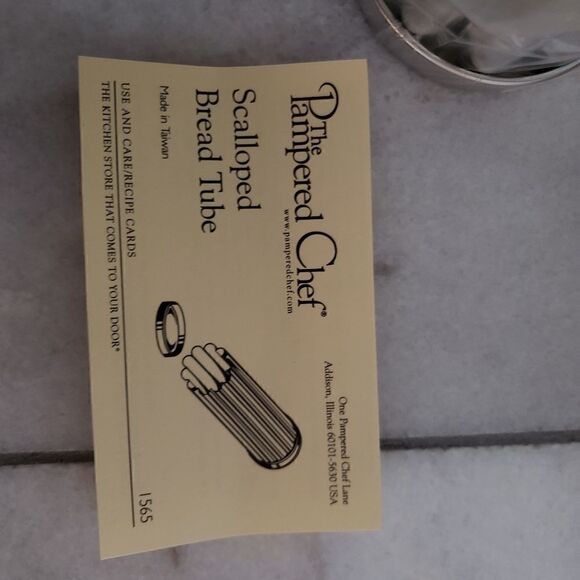 The
Pampered Chef®
www.pamperedchef.com
One Pampered Chef Lane
Addison, Illinois 60101-5630 USA
Scalloped
Bread Tube
Made in Taiwan
USE AND CARE/RECIPE CARDS
THE KITCHEN STORE THAT COMES TO YOUR DOOR®
1565